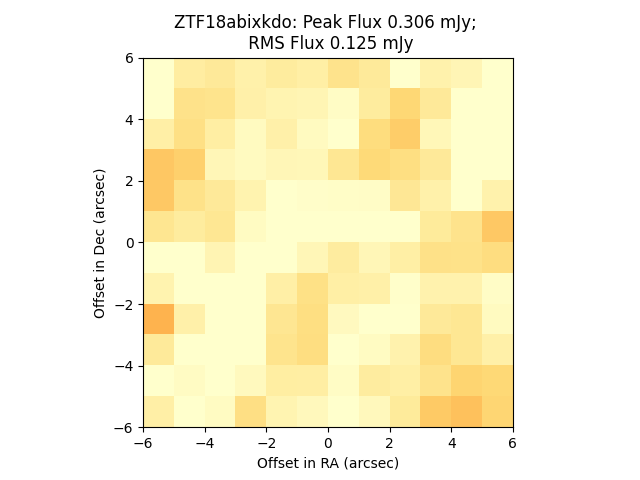 ZTF18abixkdo: Peak Flux 0.306 mJy;
RMS Flux 0.125 mJy
6
4
2
0
−2
−4
−6
Offset in Dec (arcsec)
−6 −4 −2 0 2 4 6
Offset in RA (arcsec)